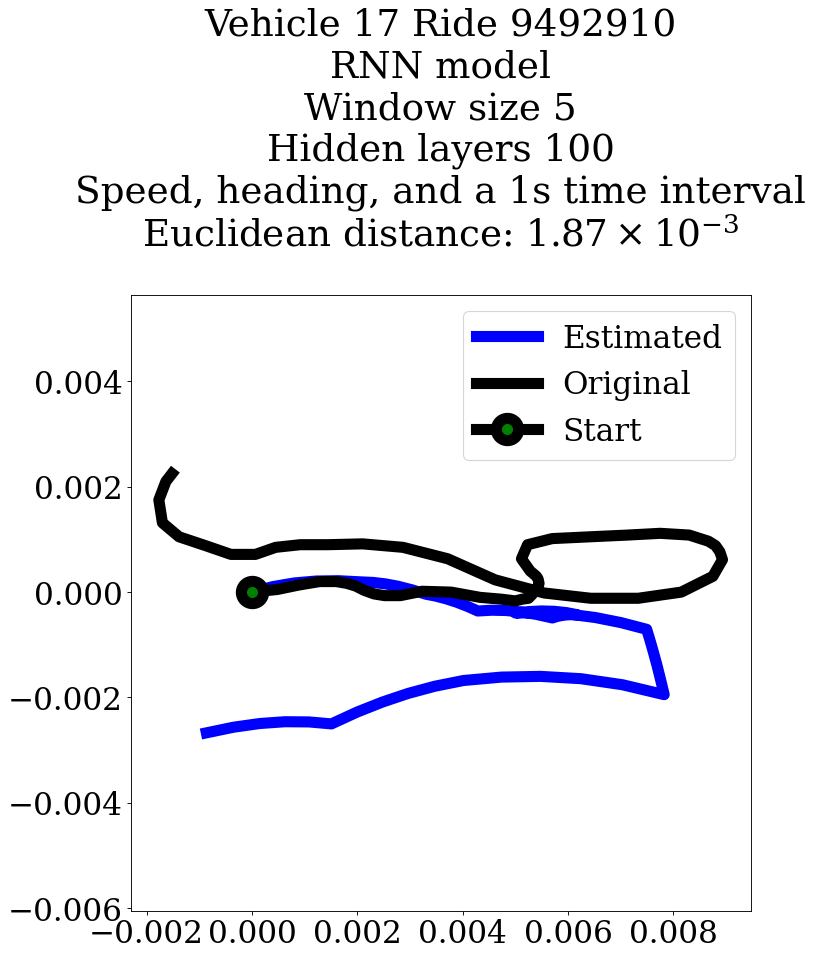 Vehicle 17 Ride 9492910
RNN model
Window size 5
Hidden layers 100
Speed, heading, and a 1s time interval
Euclidean distance: 1.87 × 10⁻³
Estimated
Original
Start
0.004
0.002
0.000
−0.002
−0.004
−0.006
−0.002 0.000 0.002 0.004 0.006 0.008